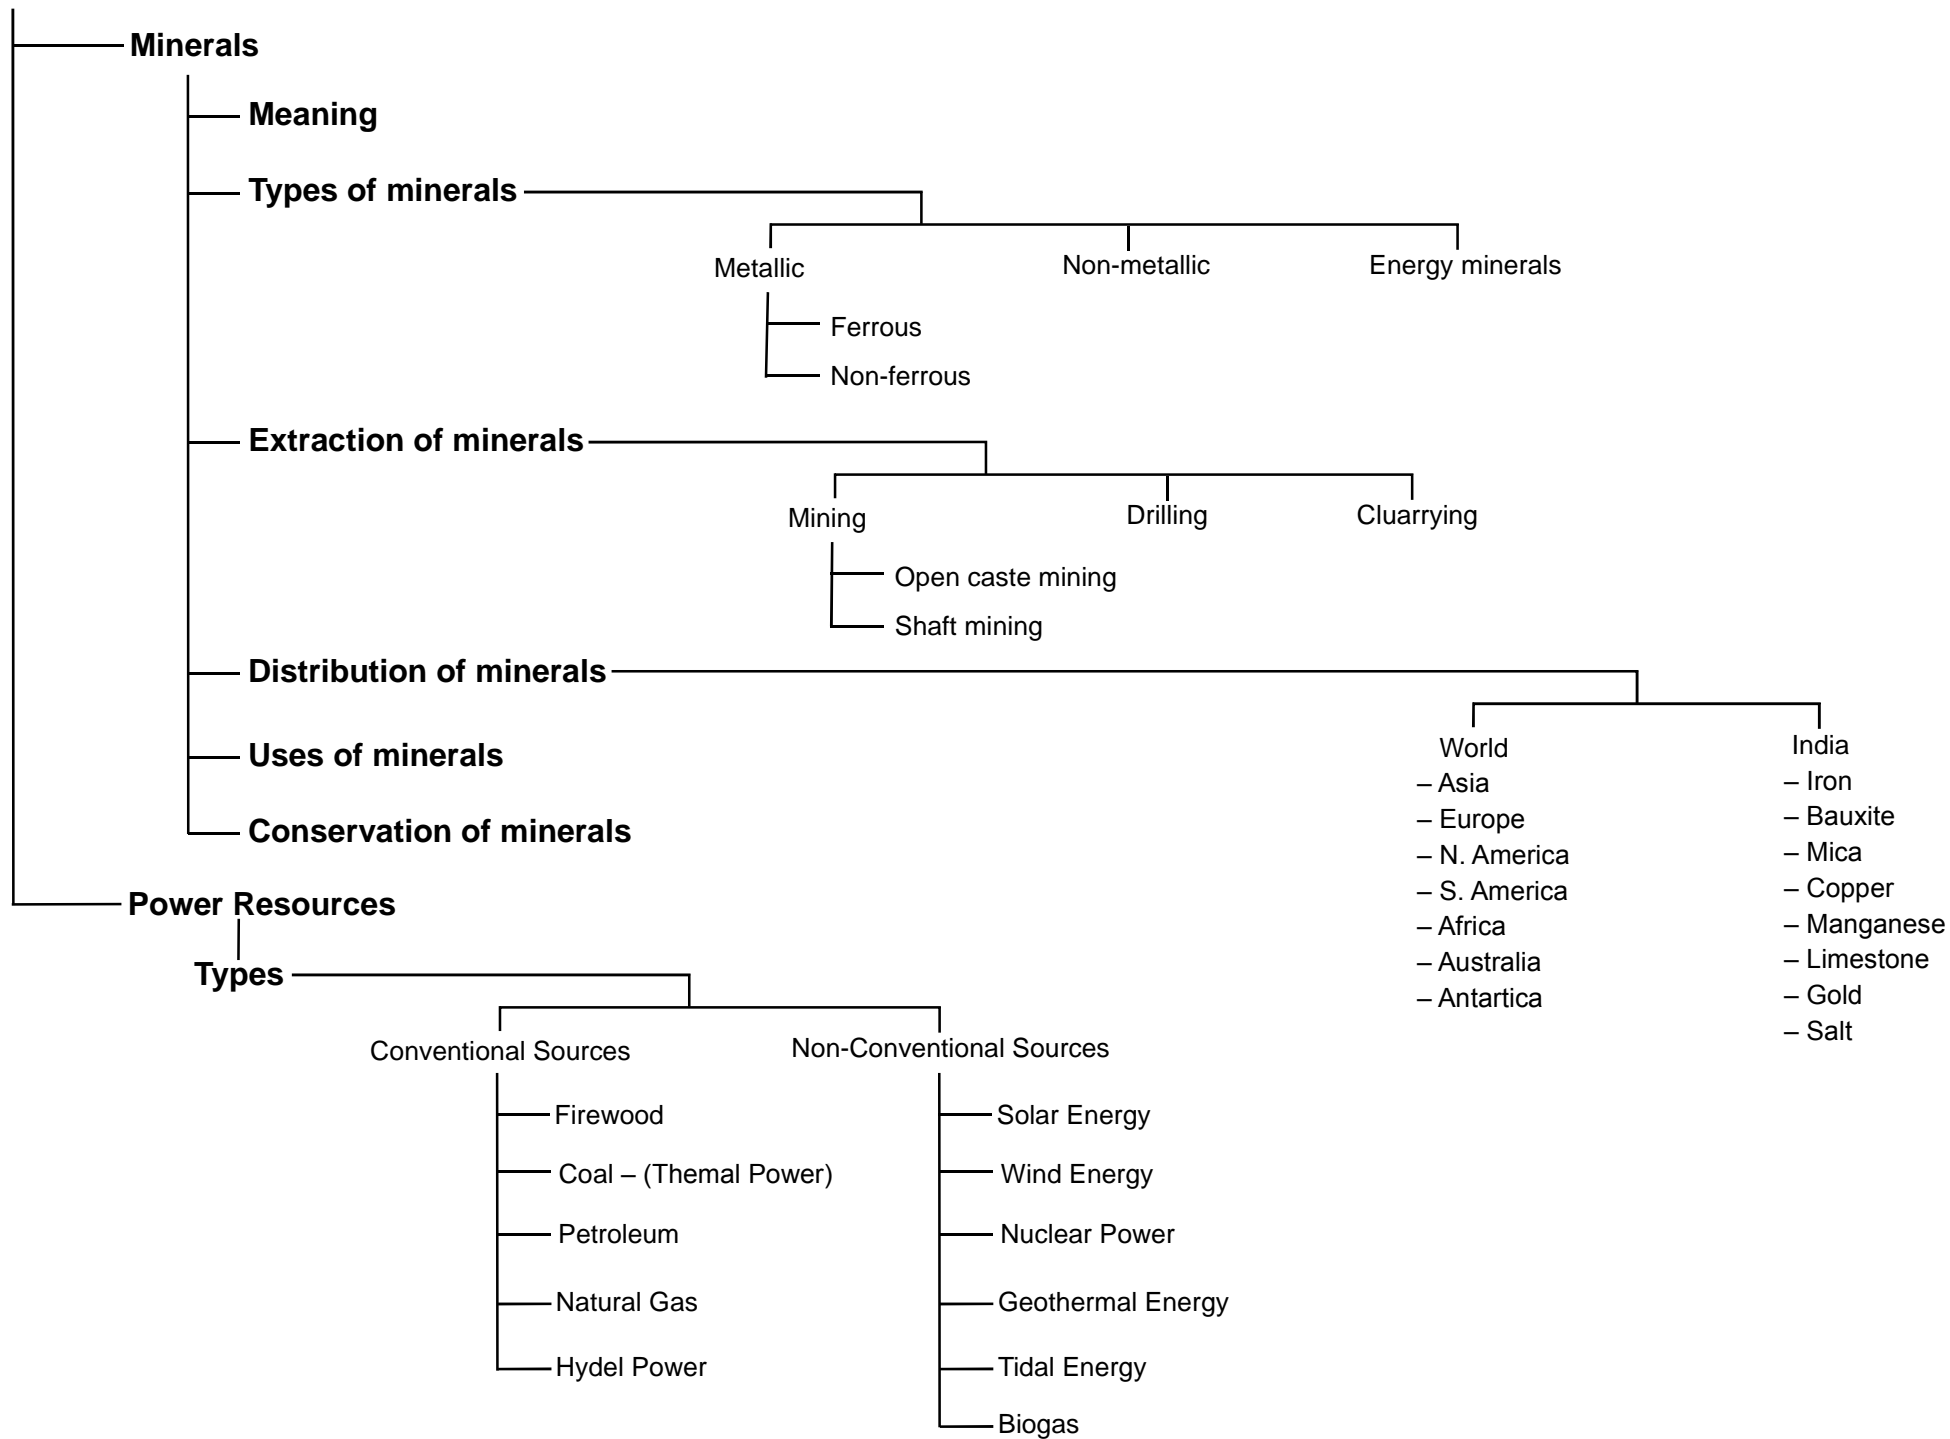 Minerals
Meaning
Types of minerals
Metallic
Non-metallic
Energy minerals
Ferrous
Non-ferrous
Extraction of minerals
Mining
Drilling
Cluarrying
Open caste mining
Shaft mining
Distribution of minerals
World
– Asia
– Europe
– N. America
– S. America
– Africa
– Australia
– Antartica
India
– Iron
– Bauxite
– Mica
– Copper
– Manganese
– Limestone
– Gold
– Salt
Uses of minerals
Conservation of minerals
Power Resources
Types
Conventional Sources
Firewood
Coal – (Themal Power)
Petroleum
Natural Gas
Hydel Power
Non-Conventional Sources
Solar Energy
Wind Energy
Nuclear Power
Geothermal Energy
Tidal Energy
Biogas